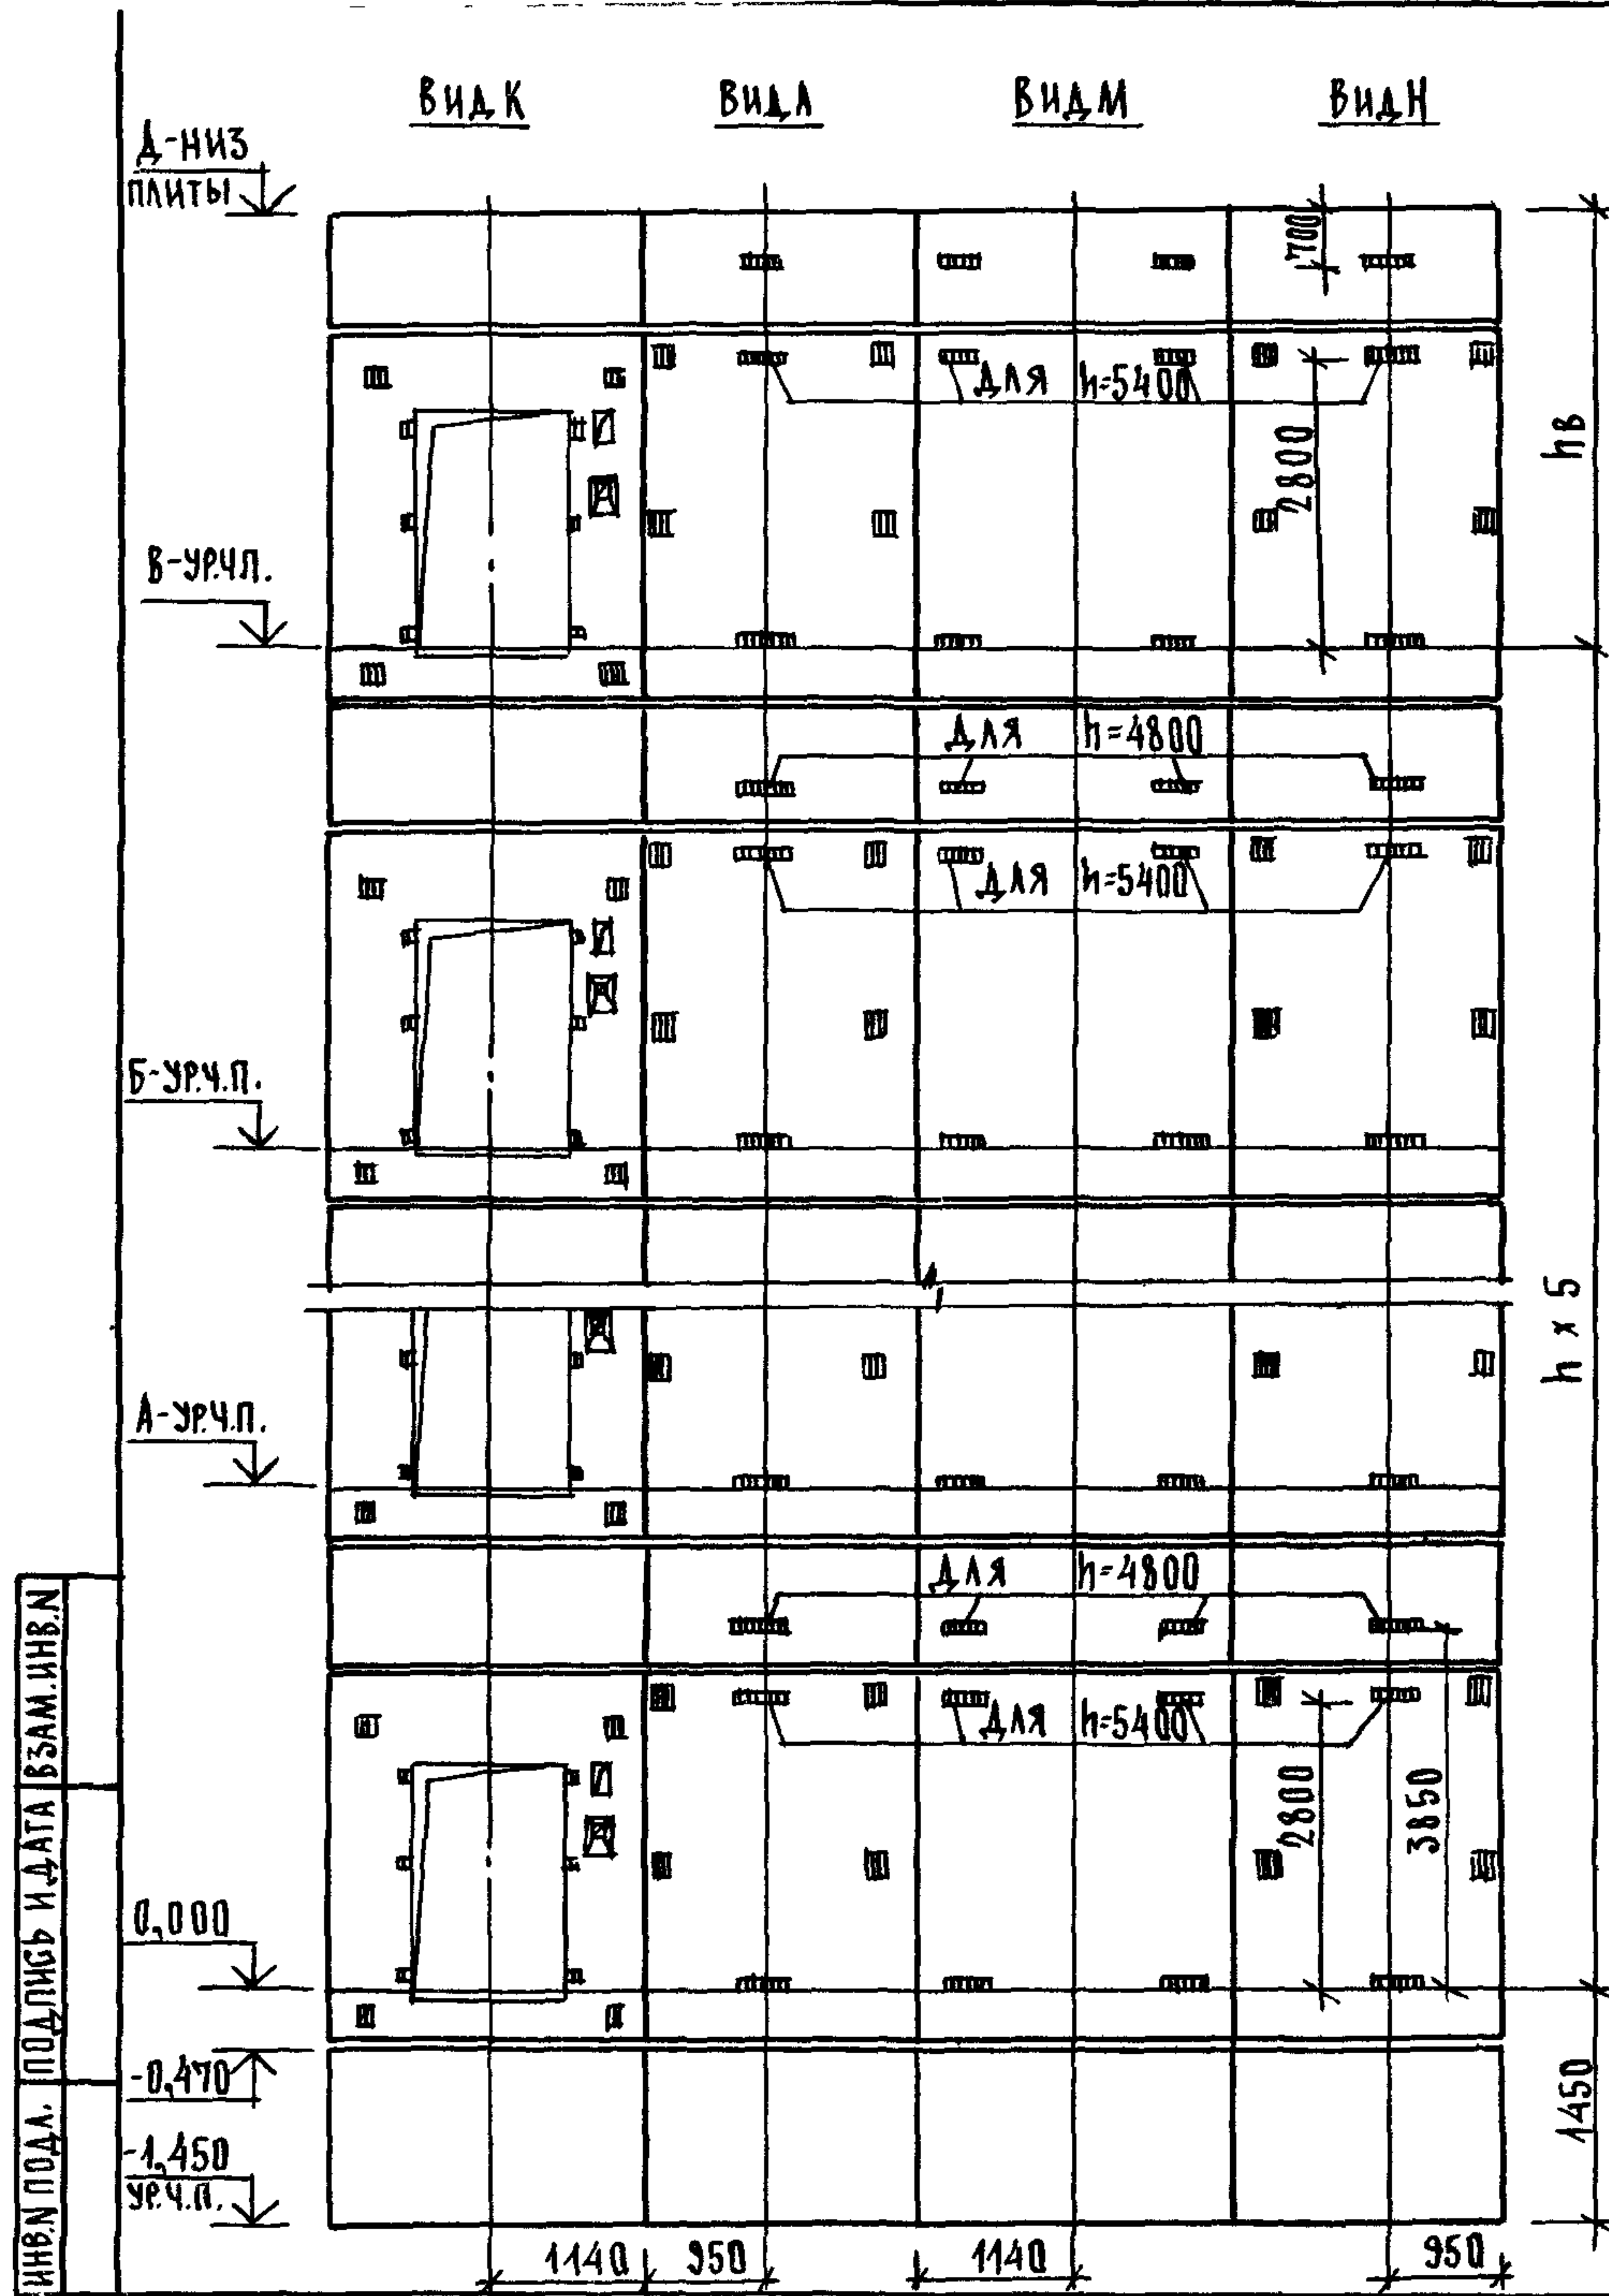 ВИД К ВИД Л ВИД М ВИД Н
Д-НИЗ
ПЛИТЫ
700
ДЛЯ h=5400
2800
hв
В-УР.Ч.П.
ДЛЯ h=4800
ДЛЯ h=5400
Б-УР.Ч.П.
h x 5
А-УР.Ч.П.
ДЛЯ h=4800
ДЛЯ h=5400
2800
3850
0,000
-0,470
-1,450
УР.Ч.П.
1450
1140 950 1140 950
ВЗАМ.ИНВ.N
ПОДПИСЬ И ДАТА
ИНВ.N ПОДЛ.